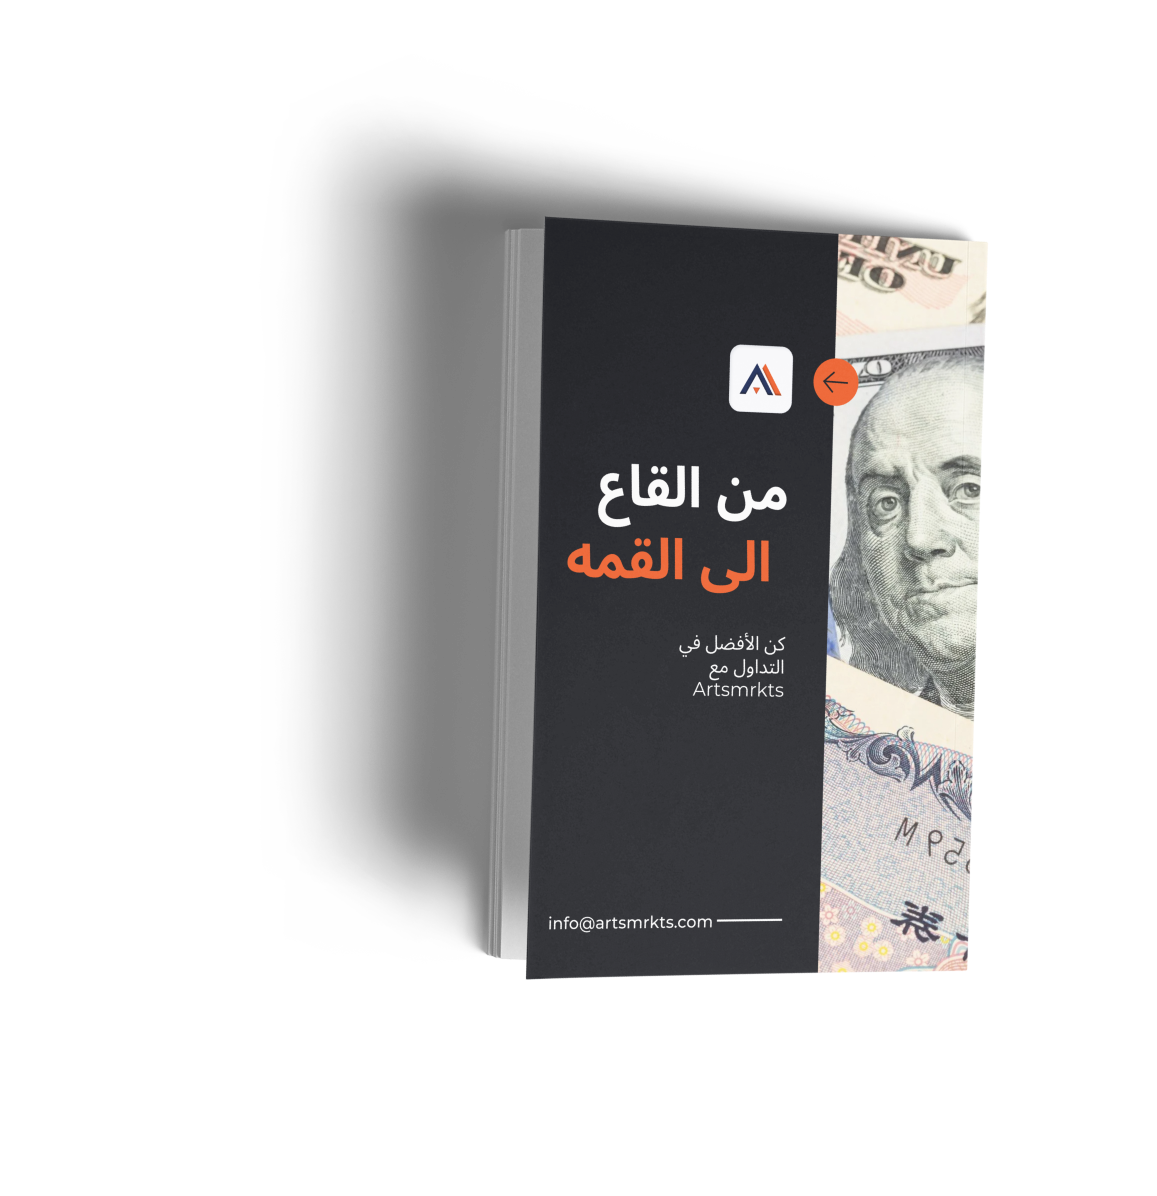 من القاع
الى القمه
كن الأفضل في
التداول مع
Artsmrkts
info@artsmrkts.com